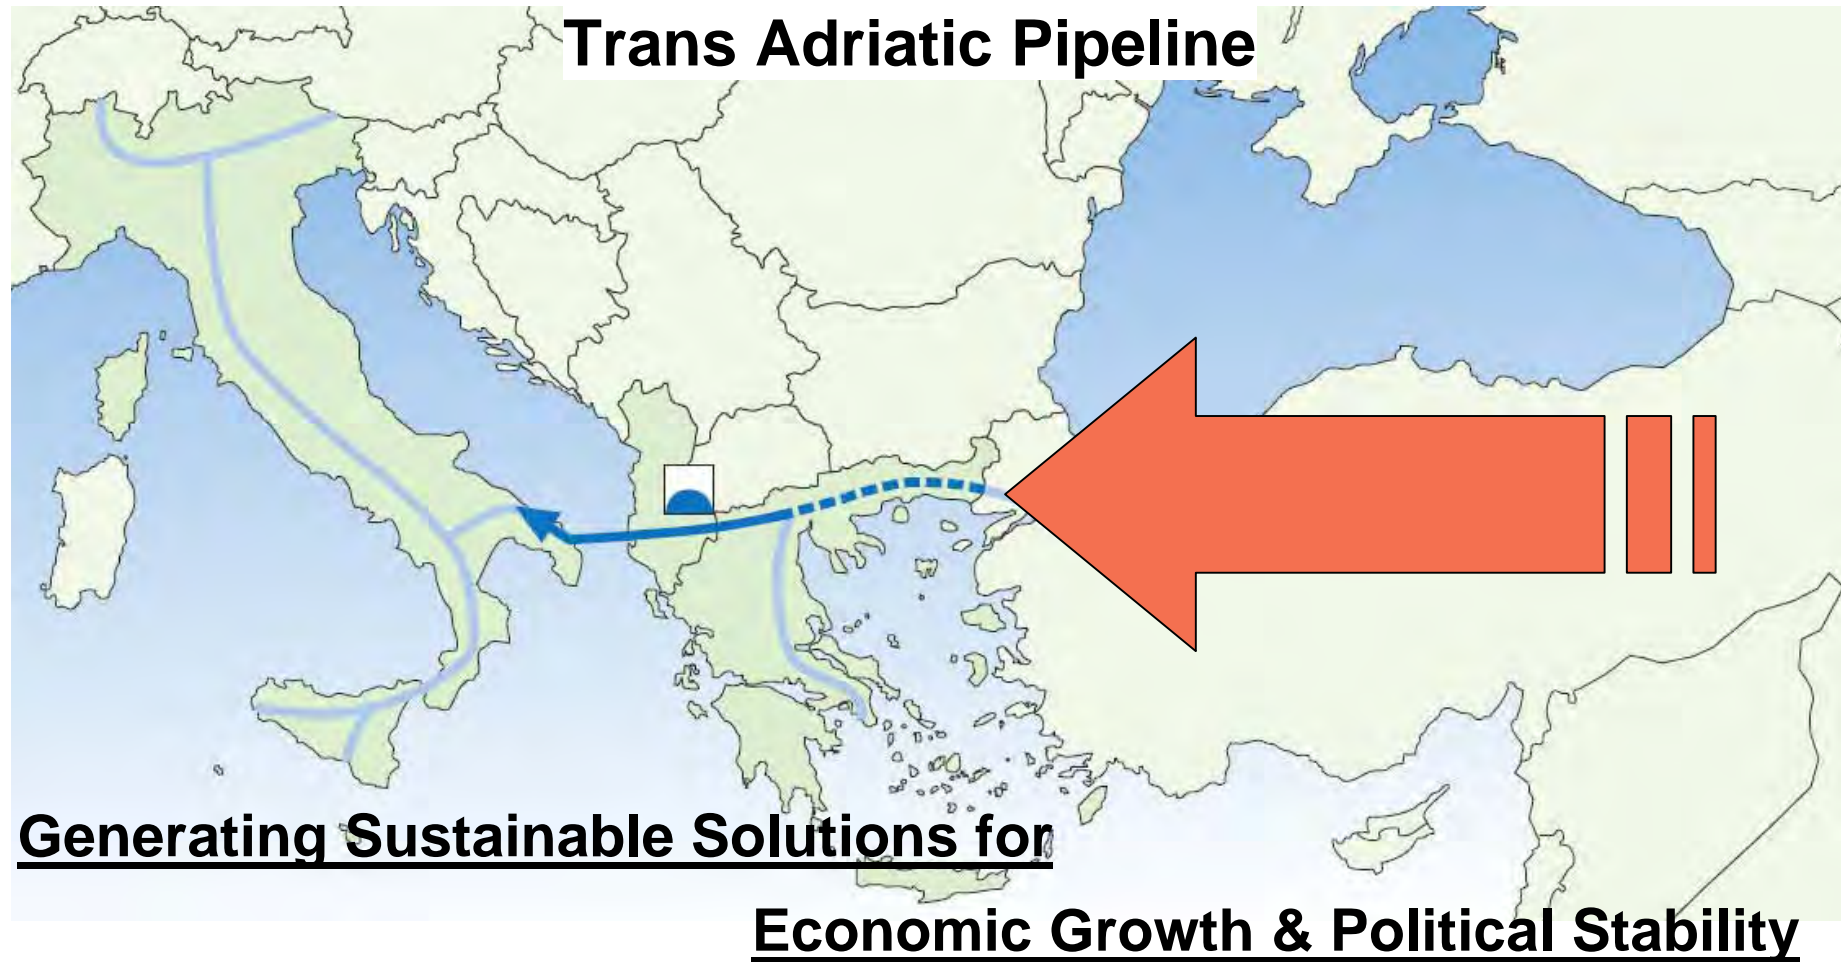 Trans Adriatic Pipeline
Generating Sustainable Solutions for
Economic Growth & Political Stability